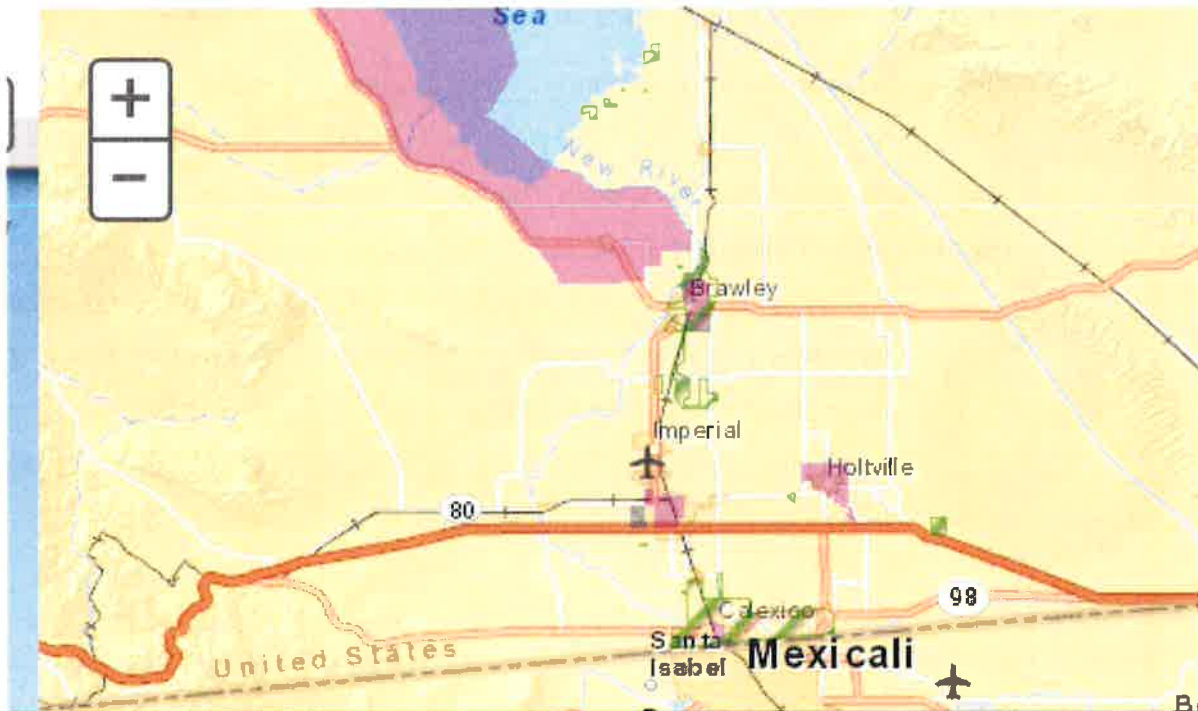 Sea
+
−
New River
Brawley
Imperial
Holtville
80
98
Calexico
Santa
Isabel
Mexicali
United States